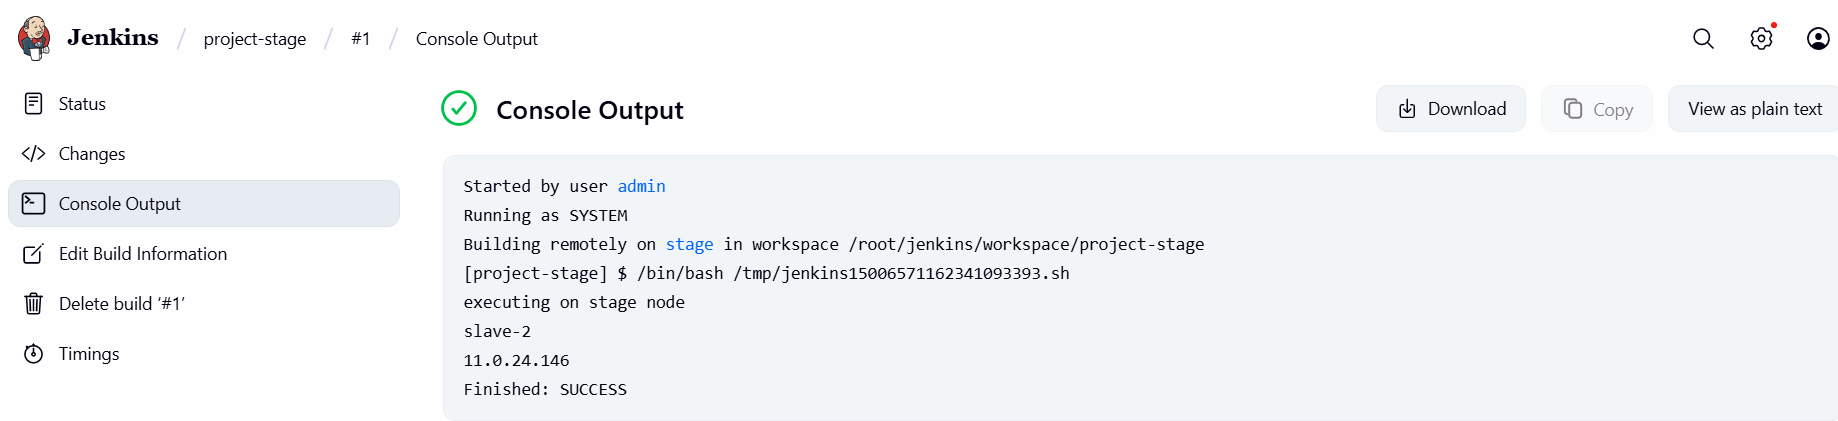 Jenkins / project-stage / #1 / Console Output
Status
Changes
Console Output
Edit Build Information
Delete build ‘#1’
Timings
Console Output
Download
Copy
View as plain text
Started by user admin
Running as SYSTEM
Building remotely on stage in workspace /root/jenkins/workspace/project-stage
[project-stage] $ /bin/bash /tmp/jenkins15006571162341093393.sh
executing on stage node
slave-2
11.0.24.146
Finished: SUCCESS